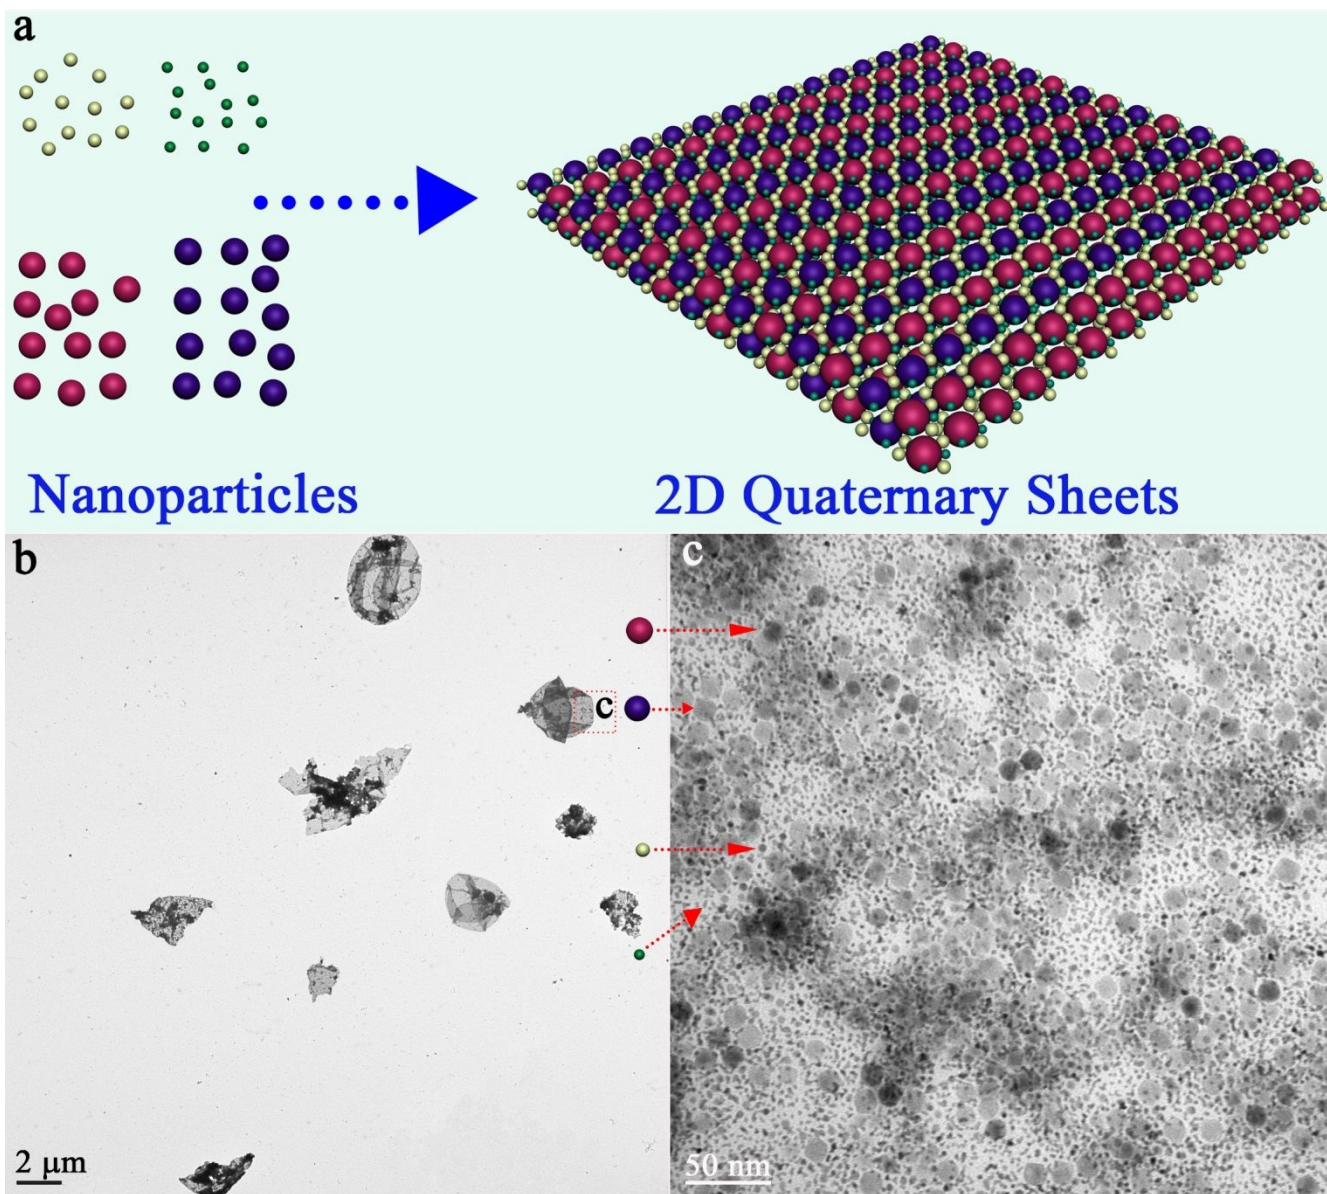 a
Nanoparticles
2D Quaternary Sheets
b
c
c
2 μm
50 nm